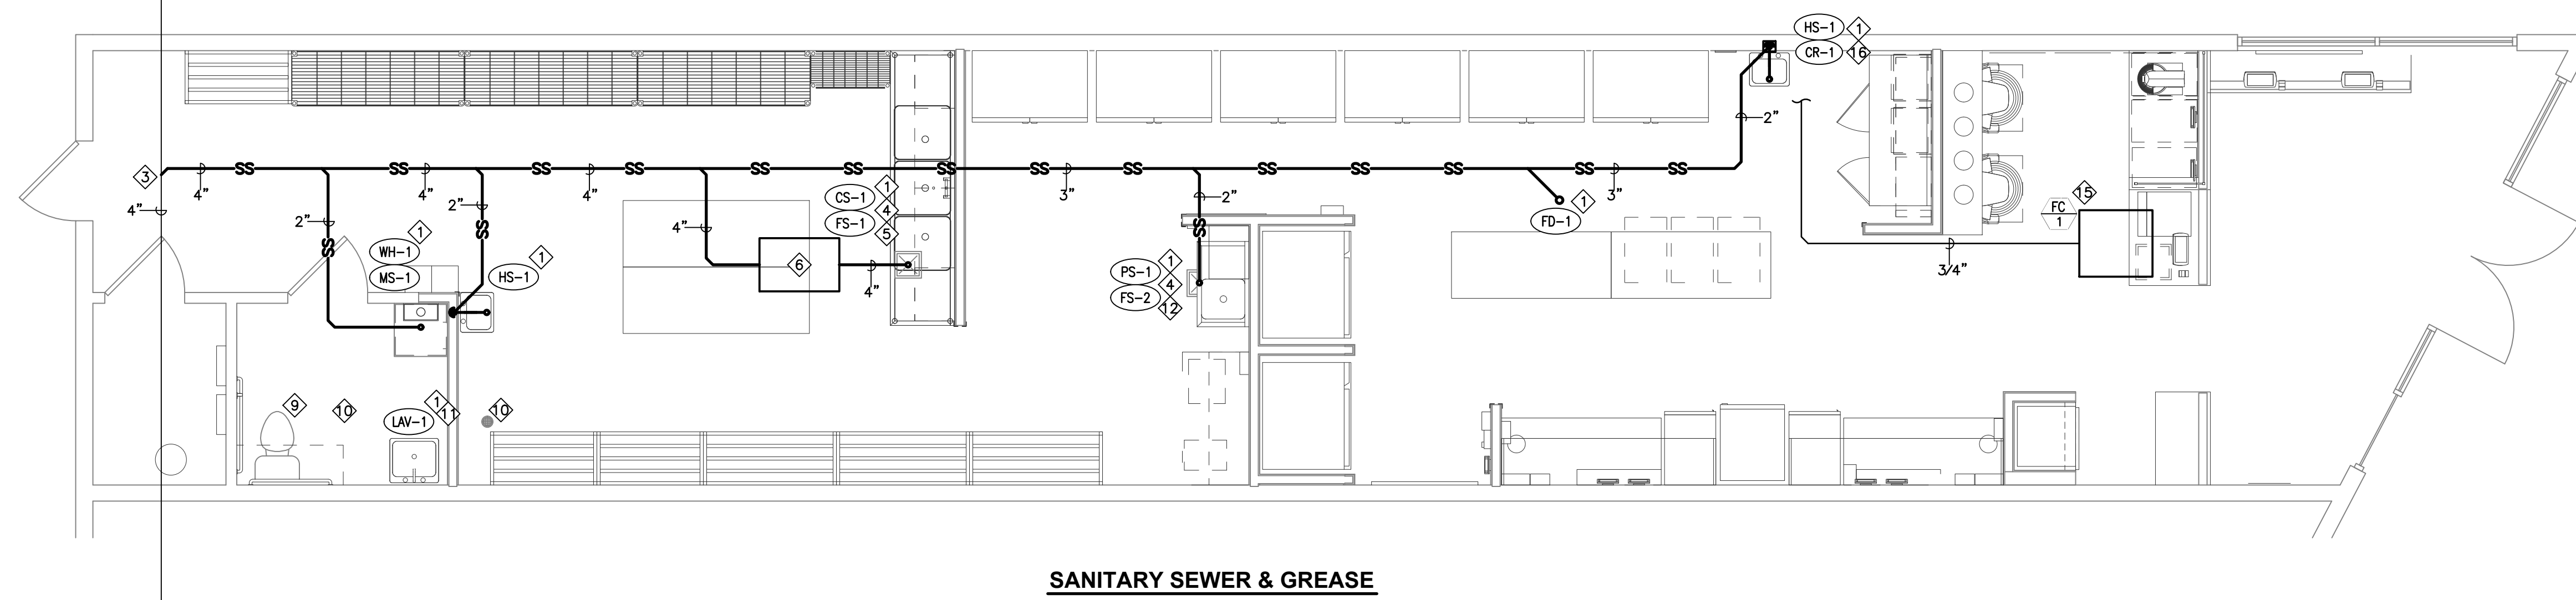 HS-1 1
CR-1 16
2"
SS SS SS SS SS SS SS SS SS SS SS SS SS SS
3
4" 4" 4" 3" 3"
4"
2"
SS
2"
SS
4"
CS-1 1
4
FS-1
5
2"
SS
FD-1 1
15
FC
1
3/4"
WH-1 1
MS-1
HS-1 1
6
4"
PS-1 1
4
FS-2
12
9
10
LAV-1 1
11
10
SANITARY SEWER & GREASE